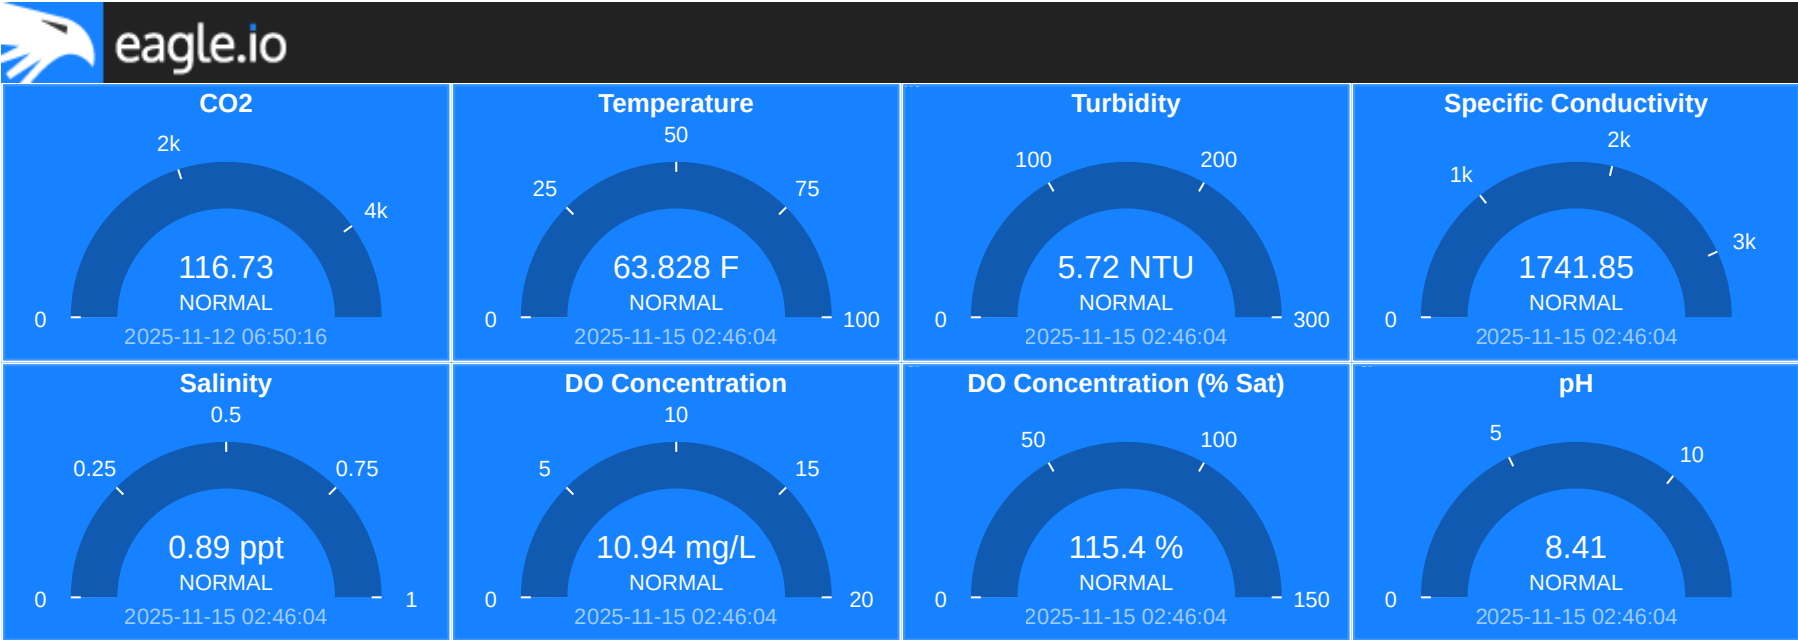 eagle.io
CO2
2k
4k
116.73
NORMAL
0
2025-11-12 06:50:16
Temperature
50
25
75
63.828 F
NORMAL
0
100
2025-11-15 02:46:04
Turbidity
100
200
5.72 NTU
NORMAL
0
300
2025-11-15 02:46:04
Specific Conductivity
2k
1k
3k
1741.85
NORMAL
0
2025-11-15 02:46:04
Salinity
0.5
0.25
0.75
0.89 ppt
NORMAL
0
1
2025-11-15 02:46:04
DO Concentration
10
5
15
10.94 mg/L
NORMAL
0
20
2025-11-15 02:46:04
DO Concentration (% Sat)
50
100
115.4 %
NORMAL
0
150
2025-11-15 02:46:04
pH
5
10
8.41
NORMAL
0
2025-11-15 02:46:04